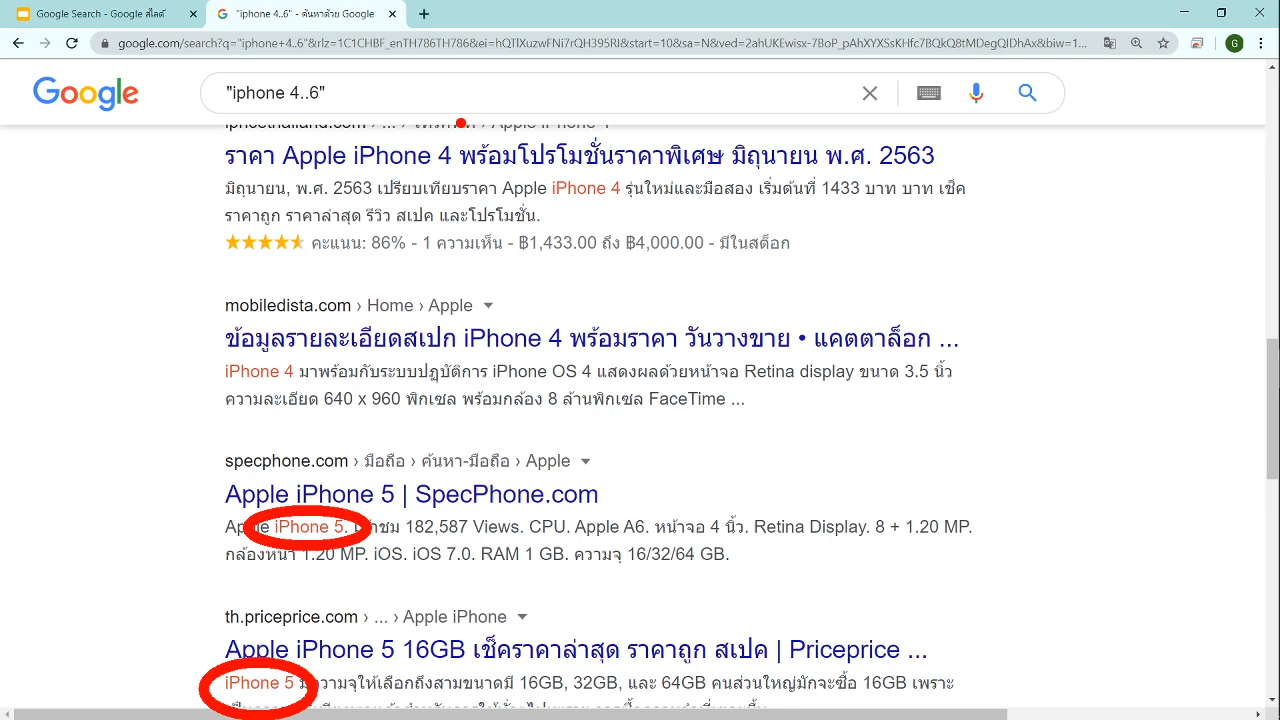 Google Search - Google สไลด์
"iphone 4..6" - ค้นหาด้วย Google
google.com/search?q="iphone+4..6"&rlz=1C1CHBF_enTH786TH786&ei=
Google
"iphone 4..6"
Apple iPhone 4
ราคา Apple iPhone 4 พร้อมโปรโมชั่นราคาพิเศษ มิถุนายน พ.ศ. 2563
มิถุนายน, พ.ศ. 2563 เปรียบเทียบราคา Apple iPhone 4 รุ่นใหม่และมือสอง เริ่มต้นที่ 1433 บาท บาท เช็ค
ราคาถูก ราคาล่าสุด รีวิว สเปค และโปรโมชั่น.
คะแนน: 86% - 1 ความเห็น - ฿1,433.00 ถึง ฿4,000.00 - มีในสต็อก
mobiledista.com › Home › Apple
ข้อมูลรายละเอียดสเปก iPhone 4 พร้อมราคา วันวางขาย • แคตตาล็อก ...
iPhone 4 มาพร้อมกับระบบปฏิบัติการ iPhone OS 4 แสดงผลด้วยหน้าจอ Retina display ขนาด 3.5 นิ้ว
ความละเอียด 640 x 960 พิกเซล พร้อมกล้อง 8 ล้านพิกเซล FaceTime ...
specphone.com › มือถือ › ค้นหา-มือถือ › Apple
Apple iPhone 5 | SpecPhone.com
Apple iPhone 5. เข้าชม 182,587 Views. CPU. Apple A6. หน้าจอ 4 นิ้ว. Retina Display. 8 + 1.20 MP.
กล้องหน้า 1.20 MP. iOS. iOS 7.0. RAM 1 GB. ความจุ 16/32/64 GB.
th.priceprice.com › ... › Apple iPhone
Apple iPhone 5 16GB เช็คราคาล่าสุด ราคาถูก สเปค | Priceprice ...
iPhone 5 มีความจุให้เลือกถึงสามขนาดมี 16GB, 32GB, และ 64GB คนส่วนใหญ่มักจะซื้อ 16GB เพราะ